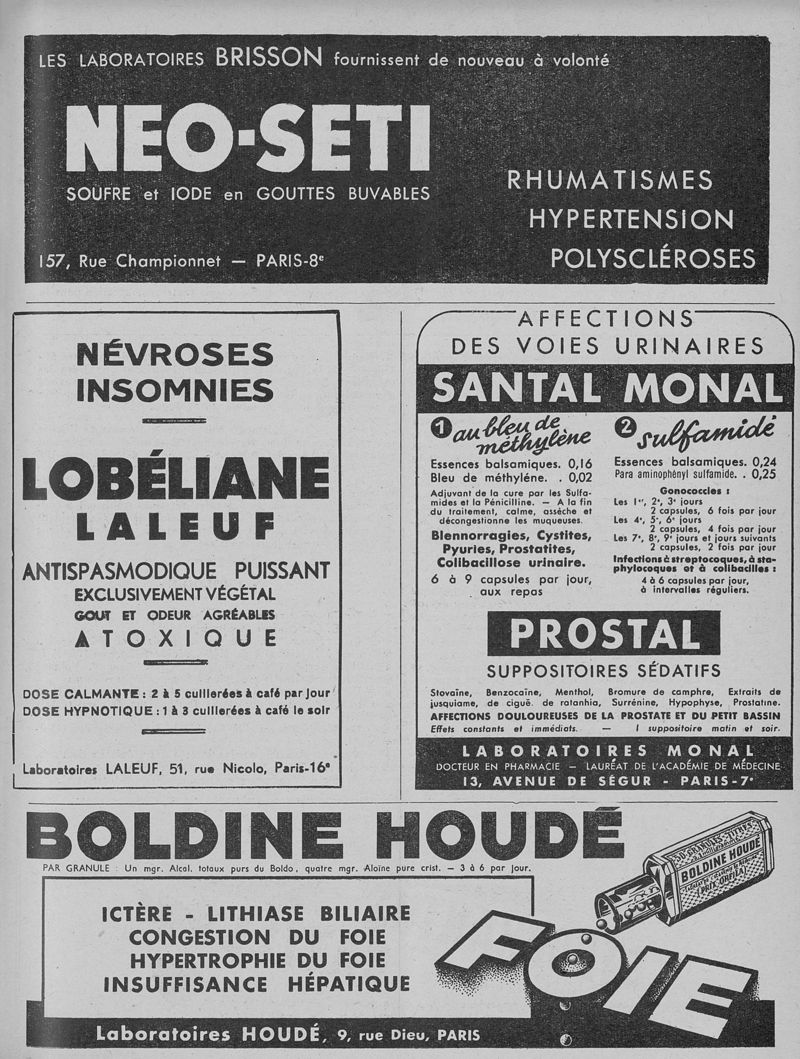 LES LABORATOIRES BRISSON fournissent de nouveau à volonté
NEO-SETI
SOUFRE et IODE en GOUTTES BUVABLES
RHUMATISMES
HYPERTENSION
POLYSCLÉROSES
157, Rue Championnet — PARIS-8e
NÉVROSES
INSOMNIES
LOBÉLIANE
LALEUF
ANTISPASMODIQUE PUISSANT
EXCLUSIVEMENT VÉGÉTAL
GOUT ET ODEUR AGRÉABLES
ATOXIQUE
DOSE CALMANTE : 2 à 5 cuillerées à café par Jour
DOSE HYPNOTIQUE : 1 à 3 cuillerées à café le soir
Laboratoires LALEUF, 51, rue Nicolo, Paris-16e
AFFECTIONS
DES VOIES URINAIRES
SANTAL MONAL
1 au bleu de
méthylène
Essences balsamiques. 0,16
Bleu de méthylène. . 0,02
Adjuvant de la cure par les Sulfa-
mides et la Pénicilline. — A la fin
du traitement, calme, assèche et
décongestionne les muqueuses.
Blennorragies, Cystites,
Pyuries, Prostatites,
Colibacillose urinaire.
6 à 9 capsules par jour,
aux repas
2 sulfamidé
Essences balsamiques. 0,24
Para aminophényl sulfamide. . 0,25
Gonococcies :
Les 1er, 2e, 3e jours
2 capsules, 6 fois par jour
Les 4e, 5e, 6e jours
2 capsules, 4 fois par jour
Les 7e, 8e, 9e jours et jours suivants
2 capsules, 2 fois par jour
Infections à streptocoques, à sta-
phylocoques et à colibacilles :
4 à 6 capsules par jour,
à intervalles réguliers.
PROSTAL
SUPPOSITOIRES SÉDATIFS
Stovaïne, Benzocaïne, Menthol, Bromure de camphre, Extraits de
jusquiame, de ciguë, de ratanhia, Surrénine, Hypophyse, Prostatine.
AFFECTIONS DOULOUREUSES DE LA PROSTATE ET DU PETIT BASSIN
Effets constants et immédiats. — 1 suppositoire matin et soir.
LABORATOIRES MONAL
DOCTEUR EN PHARMACIE — LAURÉAT DE L'ACADÉMIE DE MÉDECINE
13, AVENUE DE SÉGUR - PARIS-7e
BOLDINE HOUDÉ
PAR GRANULE : Un mgr. Alcal. totaux purs du Boldo, quatre mgr. Aloïne pure crist. — 3 à 6 par jour.
ICTÈRE - LITHIASE BILIAIRE
CONGESTION DU FOIE
HYPERTROPHIE DU FOIE
INSUFFISANCE HÉPATIQUE
BOLDINE HOUDÉ
PRIX ORFILA
FOIE
Laboratoires HOUDÉ, 9, rue Dieu, PARIS